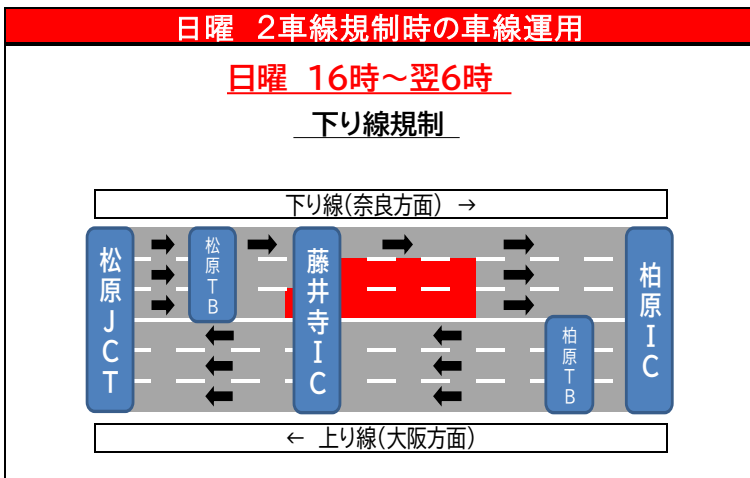 日曜 2車線規制時の車線運用
日曜 16時～翌6時
下り線規制
下り線(奈良方面) →
松原JCT
松原TB
藤井寺IC
柏原TB
柏原IC
← 上り線(大阪方面)